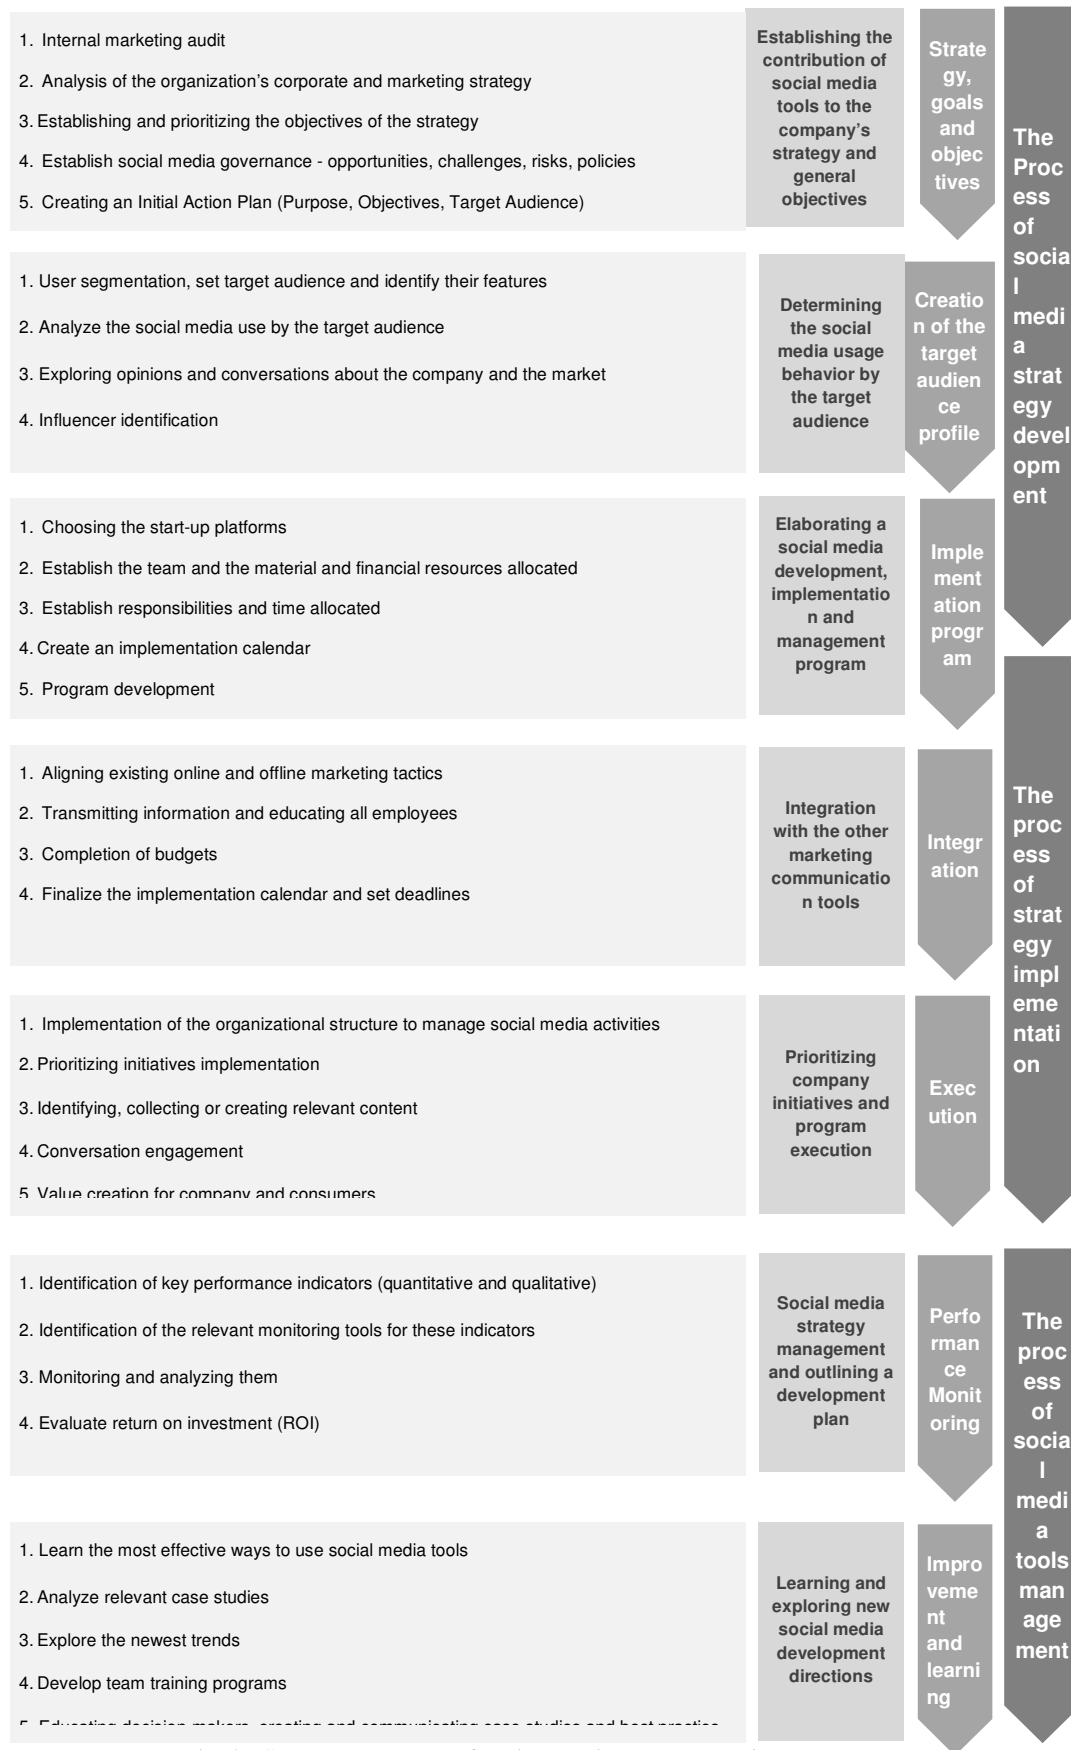 1. Internal marketing audit
2. Analysis of the organization's corporate and marketing strategy
3. Establishing and prioritizing the objectives of the strategy
4. Establish social media governance - opportunities, challenges, risks, policies
5. Creating an Initial Action Plan (Purpose, Objectives, Target Audience)
Establishing the
contribution of
social media
tools to the
company's
strategy and
general
objectives
Strate
gy,
goals
and
objec
tives
The
Proc
ess
of
socia
l
medi
a
strat
egy
devel
opm
ent
1. User segmentation, set target audience and identify their features
2. Analyze the social media use by the target audience
3. Exploring opinions and conversations about the company and the market
4. Influencer identification
Determining
the social
media usage
behavior by
the target
audience
Creatio
n of the
target
audien
ce
profile
1. Choosing the start-up platforms
2. Establish the team and the material and financial resources allocated
3. Establish responsibilities and time allocated
4. Create an implementation calendar
5. Program development
Elaborating a
social media
development,
implementatio
n and
management
program
Imple
ment
ation
progr
am
1. Aligning existing online and offline marketing tactics
2. Transmitting information and educating all employees
3. Completion of budgets
4. Finalize the implementation calendar and set deadlines
Integration
with the other
marketing
communicatio
n tools
Integr
ation
The
proc
ess
of
strat
egy
impl
eme
ntati
on
1. Implementation of the organizational structure to manage social media activities
2. Prioritizing initiatives implementation
3. Identifying, collecting or creating relevant content
4. Conversation engagement
5. Value creation for company and consumers
Prioritizing
company
initiatives and
program
execution
Exec
ution
1. Identification of key performance indicators (quantitative and qualitative)
2. Identification of the relevant monitoring tools for these indicators
3. Monitoring and analyzing them
4. Evaluate return on investment (ROI)
Social media
strategy
management
and outlining a
development
plan
Perfo
rman
ce
Monit
oring
The
proc
ess
of
socia
l
medi
a
tools
man
age
ment
1. Learn the most effective ways to use social media tools
2. Analyze relevant case studies
3. Explore the newest trends
4. Develop team training programs
5. Educating decision makers, creating and communicating case studies and best practice
Learning and
exploring new
social media
development
directions
Impro
veme
nt
and
learni
ng